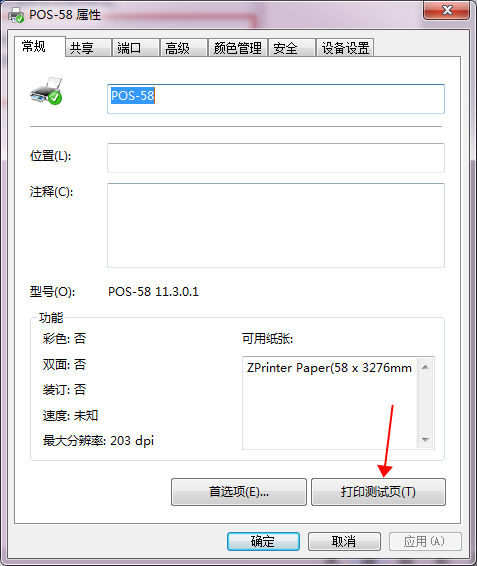 POS-58 属性
常规 共享 端口 高级 颜色管理 安全 设备设置
POS-58
位置(L):
注释(C):
型号(O): POS-58 11.3.0.1
功能
彩色: 否 可用纸张:
双面: 否 ZPrinter Paper(58 x 3276mm
装订: 否
速度: 未知
最大分辨率: 203 dpi
首选项(E)... 打印测试页(T)
确定 取消 应用(A)